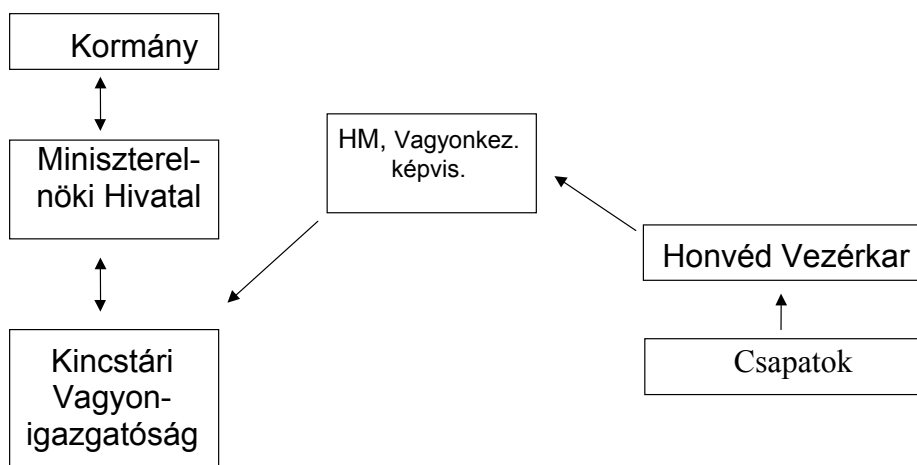 Kormány
Miniszterel-
nöki Hivatal
HM, Vagyonkez.
képvis.
Honvéd Vezérkar
Kincstári
Vagyon-
igazgatóság
Csapatok